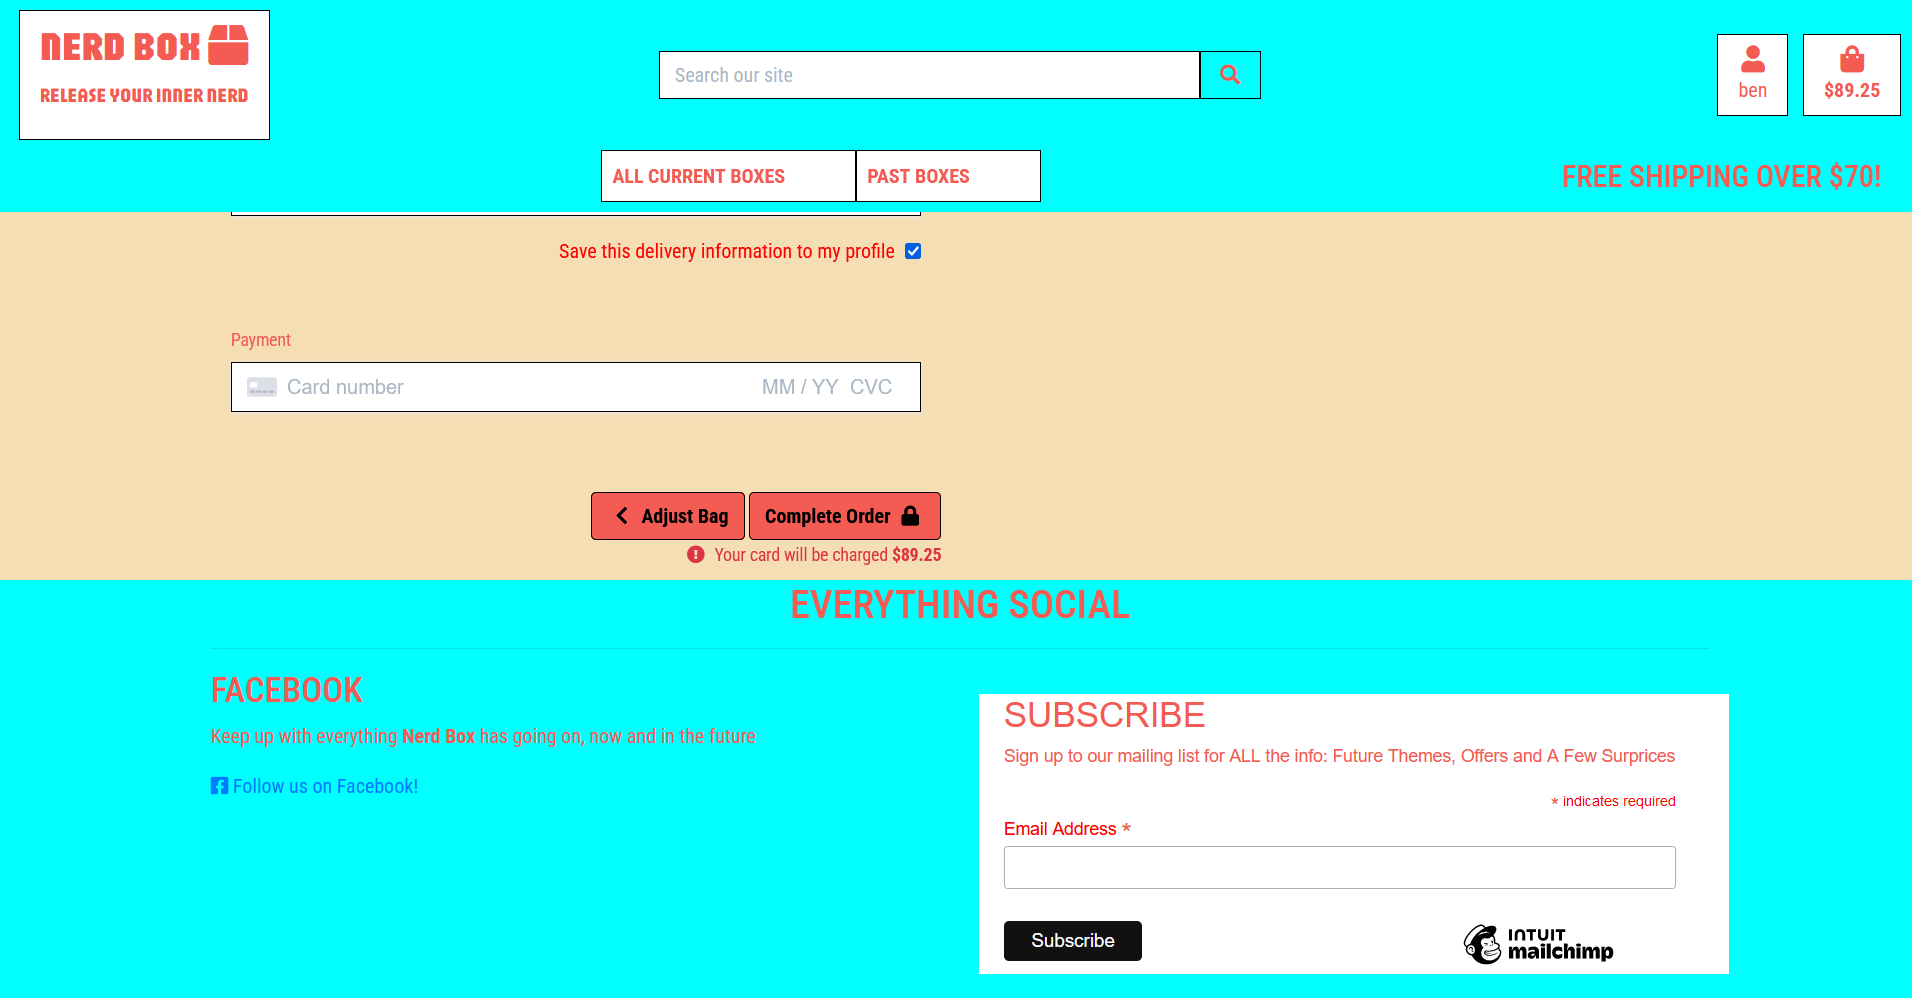 NERD BOX
RELEASE YOUR INNER NERD
Search our site
ben
$89.25
ALL CURRENT BOXES
PAST BOXES
FREE SHIPPING OVER $70!
Save this delivery information to my profile
Payment
Card number
MM / YY CVC
Adjust Bag
Complete Order
Your card will be charged $89.25
EVERYTHING SOCIAL
FACEBOOK
Keep up with everything Nerd Box has going on, now and in the future
Follow us on Facebook!
SUBSCRIBE
Sign up to our mailing list for ALL the info: Future Themes, Offers and A Few Surprices
* indicates required
Email Address *
Subscribe
INTUIT
mailchimp